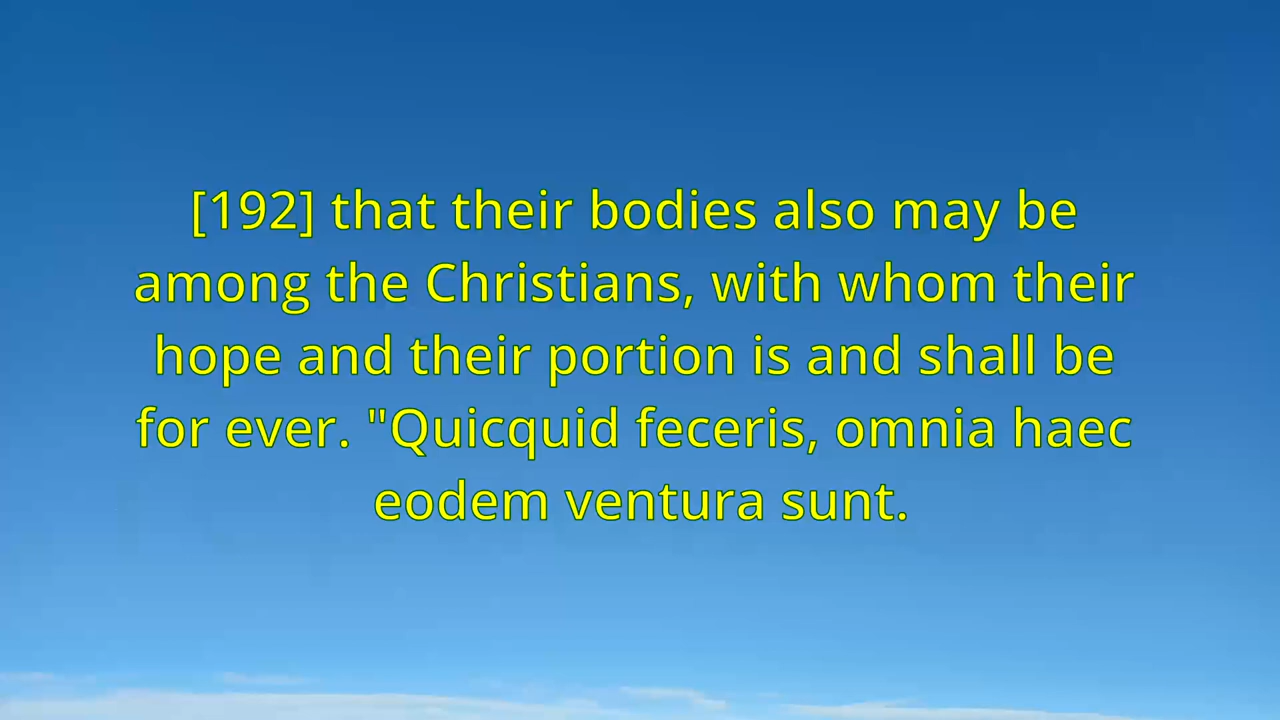 [192] that their bodies also may be
among the Christians, with whom their
hope and their portion is and shall be
for ever. "Quicquid feceris, omnia haec
eodem ventura sunt.